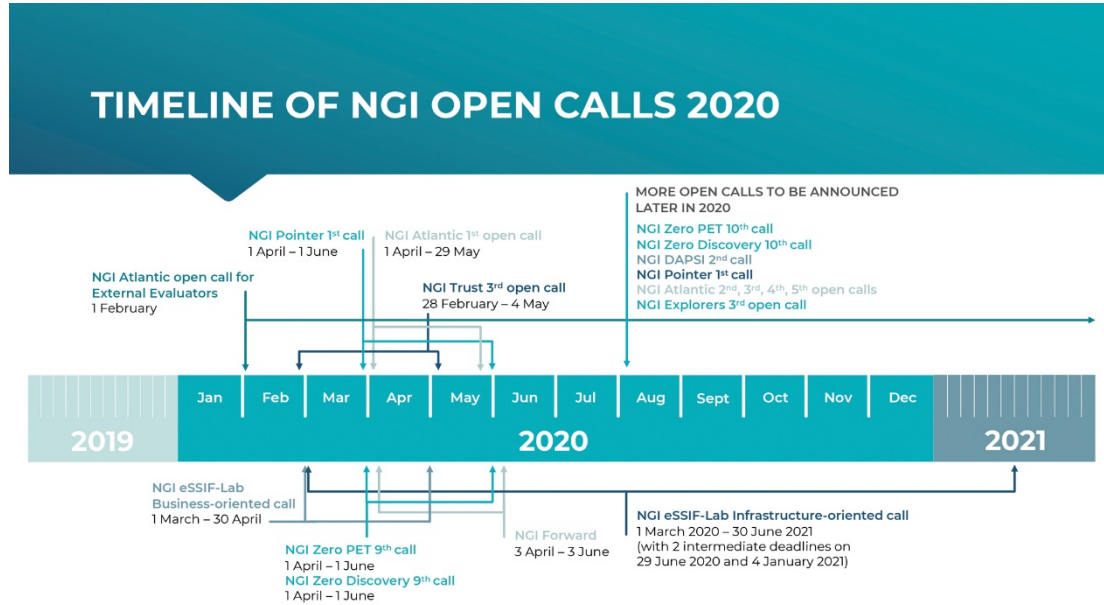 TIMELINE OF NGI OPEN CALLS 2020
MORE OPEN CALLS TO BE ANNOUNCED
LATER IN 2020
NGI Zero PET 10th call
NGI Zero Discovery 10th call
NGI DAPSI 2nd call
NGI Pointer 1st call
NGI Atlantic 2nd, 3rd, 4th, 5th open calls
NGI Explorers 3rd open call
NGI Pointer 1st call
1 April – 1 June
NGI Atlantic 1st open call
1 April – 29 May
NGI Atlantic open call for
External Evaluators
1 February
NGI Trust 3rd open call
28 February – 4 May
Jan Feb Mar Apr May Jun Jul Aug Sept Oct Nov Dec
2019 2020 2021
NGI eSSIF-Lab
Business-oriented call
1 March – 30 April
NGI Zero PET 9th call
1 April – 1 June
NGI Zero Discovery 9th call
1 April – 1 June
NGI Forward
3 April – 3 June
NGI eSSIF-Lab Infrastructure-oriented call
1 March 2020 – 30 June 2021
(with 2 intermediate deadlines on
29 June 2020 and 4 January 2021)